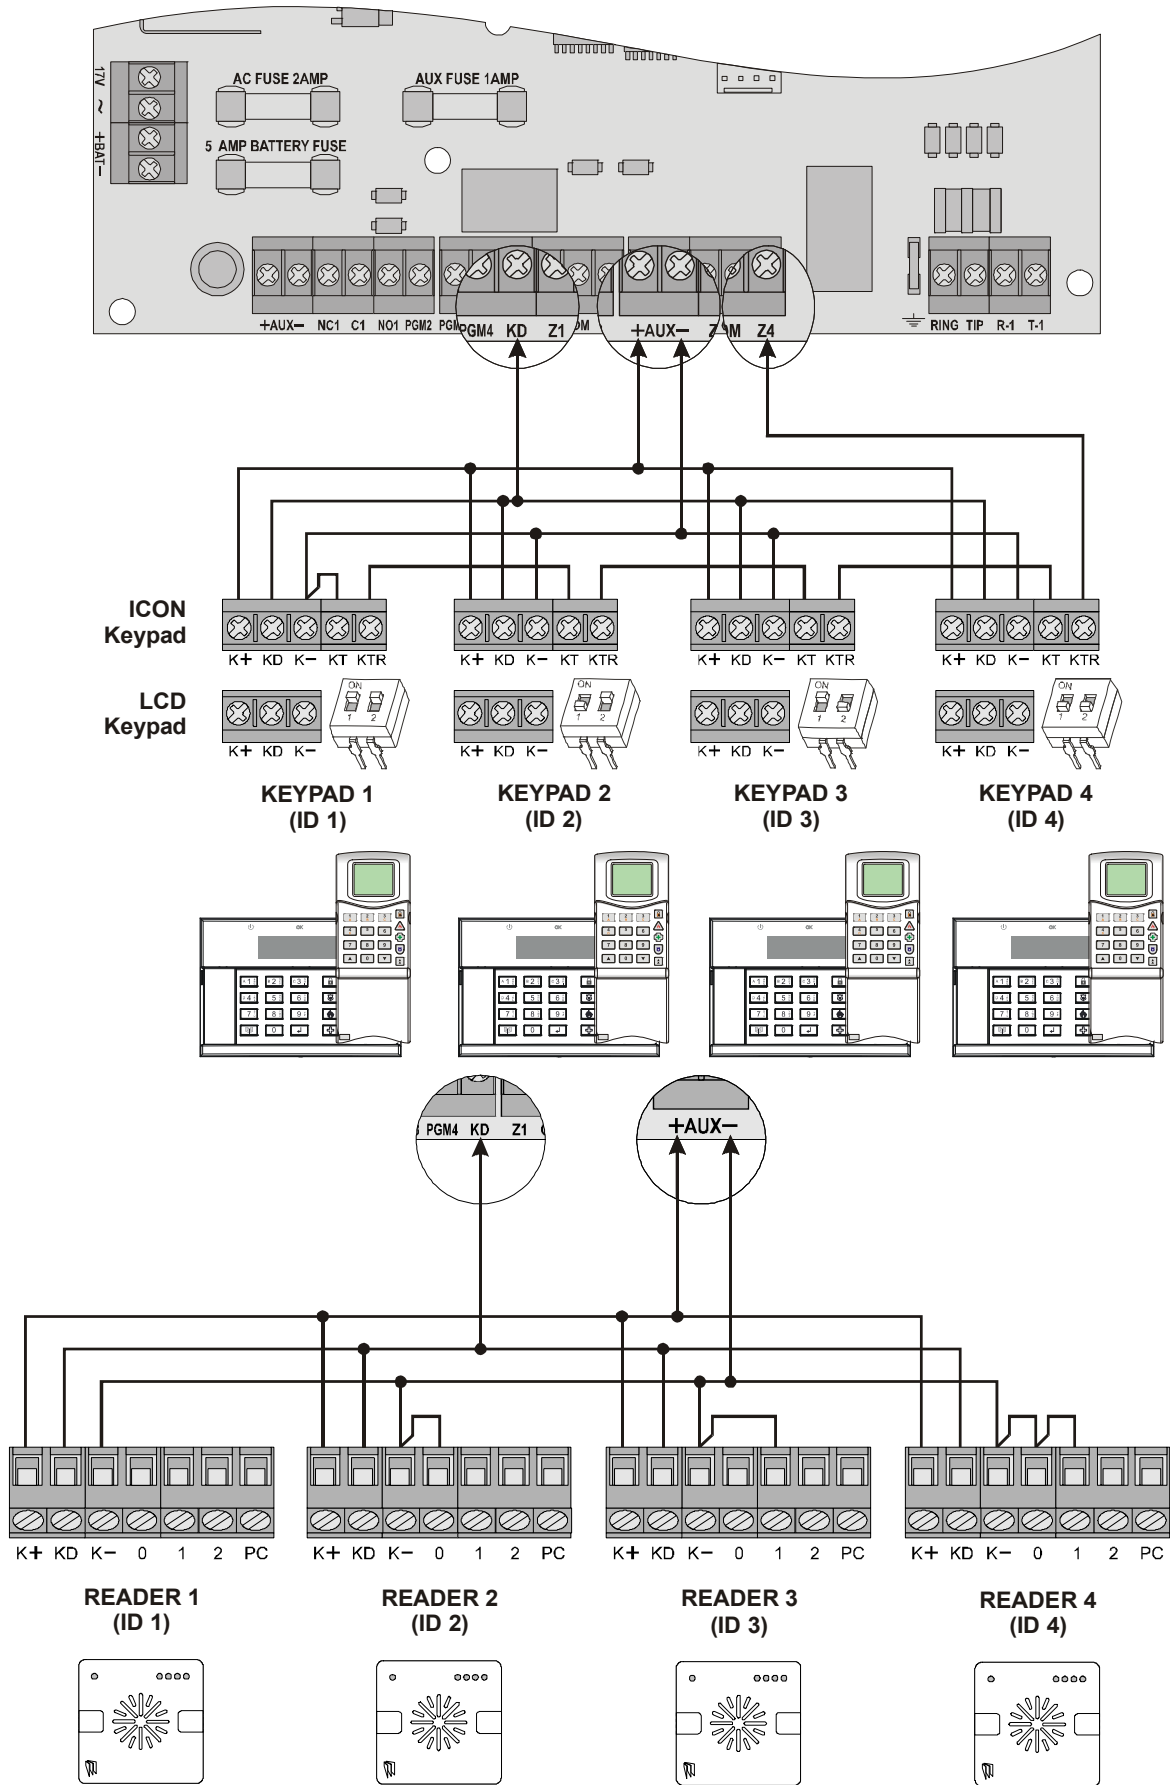 17V ~ +BAT-
AC FUSE 2AMP
AUX FUSE 1AMP
5 AMP BATTERY FUSE
+AUX- NC1 C1 NO1 PGM2
PGM4 KD Z1
+AUX-
Z4
RING TIP R-1 T-1
ICON
Keypad
K+ KD K- KT KTR
K+ KD K- KT KTR
K+ KD K- KT KTR
K+ KD K- KT KTR
LCD
Keypad
ON
1 2
ON
1 2
ON
1 2
ON
1 2
K+ KD K-
K+ KD K-
K+ KD K-
K+ KD K-
KEYPAD 1
(ID 1)
KEYPAD 2
(ID 2)
KEYPAD 3
(ID 3)
KEYPAD 4
(ID 4)
PGM4 KD Z1
+AUX-
K+ KD K- 0 1 2 PC
K+ KD K- 0 1 2 PC
K+ KD K- 0 1 2 PC
K+ KD K- 0 1 2 PC
READER 1
(ID 1)
READER 2
(ID 2)
READER 3
(ID 3)
READER 4
(ID 4)